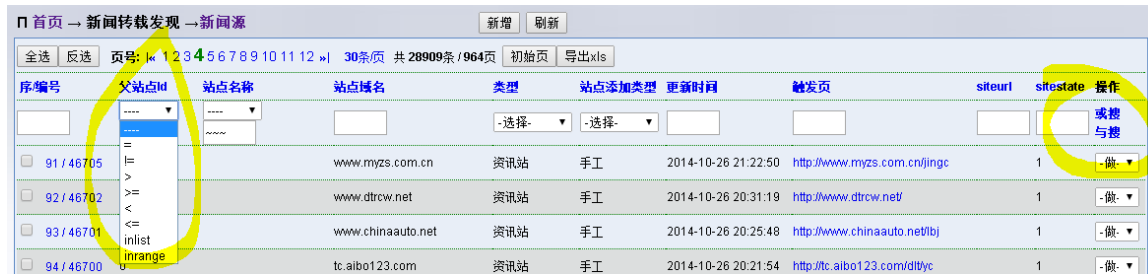 首页 → 新闻转载发现 →新闻源 新增 刷新
全选 反选 页号: |« 1 2 3 4 5 6 7 8 9 10 11 12 »| 30条/页 共 28909条 / 964页 初始页 导出xls
序/编号 父站点Id 站点名称 站点域名 类型 站点添加类型 更新时间 触发页 siteurl sitestate 操作
---- ---- -选择- -选择- 或搜
---- ~~~ 与搜
=
91 / 46705 != www.myzs.com.cn 资讯站 手工 2014-10-26 21:22:50 http://www.myzs.com.cn/jingc 1 -做-
>
92 / 46702 >= www.dtrcw.net 资讯站 手工 2014-10-26 20:31:19 http://www.dtrcw.net/ 1 -做-
<
93 / 46701 <= www.chinaauto.net 资讯站 手工 2014-10-26 20:25:48 http://www.chinaauto.net/lbj 1 -做-
inlist
inrange
94 / 46700 0 tc.aibo123.com 资讯站 手工 2014-10-26 20:21:54 http://tc.aibo123.com/dlt/yc 1 -做-